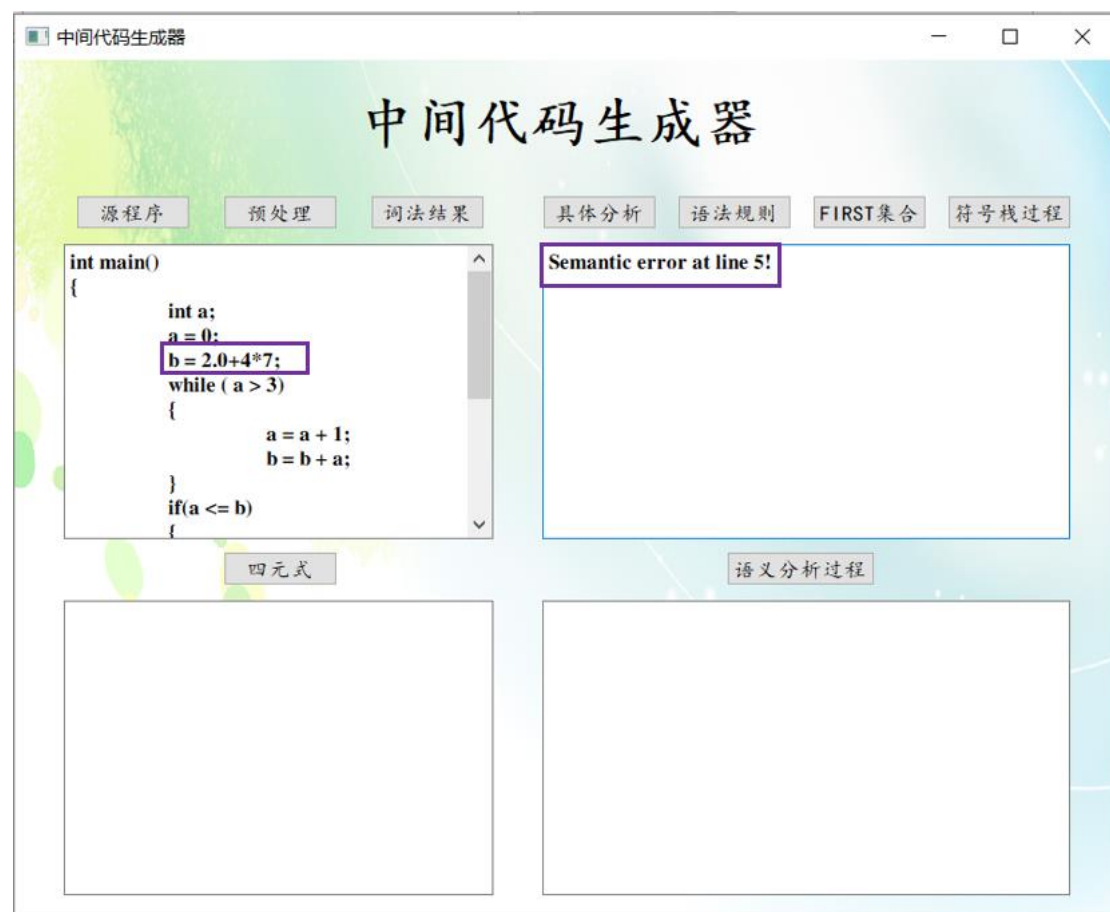 中间代码生成器
中间代码生成器
源程序 预处理 词法结果 具体分析 语法规则 FIRST集合 符号栈过程
int main()
{
int a;
a = 0;
b = 2.0+4*7;
while ( a > 3)
{
a = a + 1;
b = b + a;
}
if(a <= b)
{
Semantic error at line 5!
四元式 语义分析过程